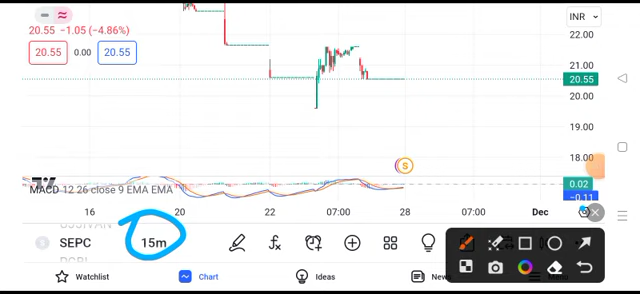 INR
20.55 −1.05 (−4.86%)
20.55 0.00 20.55
22.00
21.00
20.55
20.00
19.00
18.00
S
MACD 12 26 close 9 EMA EMA
0.02
−0.11
16 20 22 07:00 28 07:00 Dec
SEPC 15m
Watchlist Chart Ideas News Menu